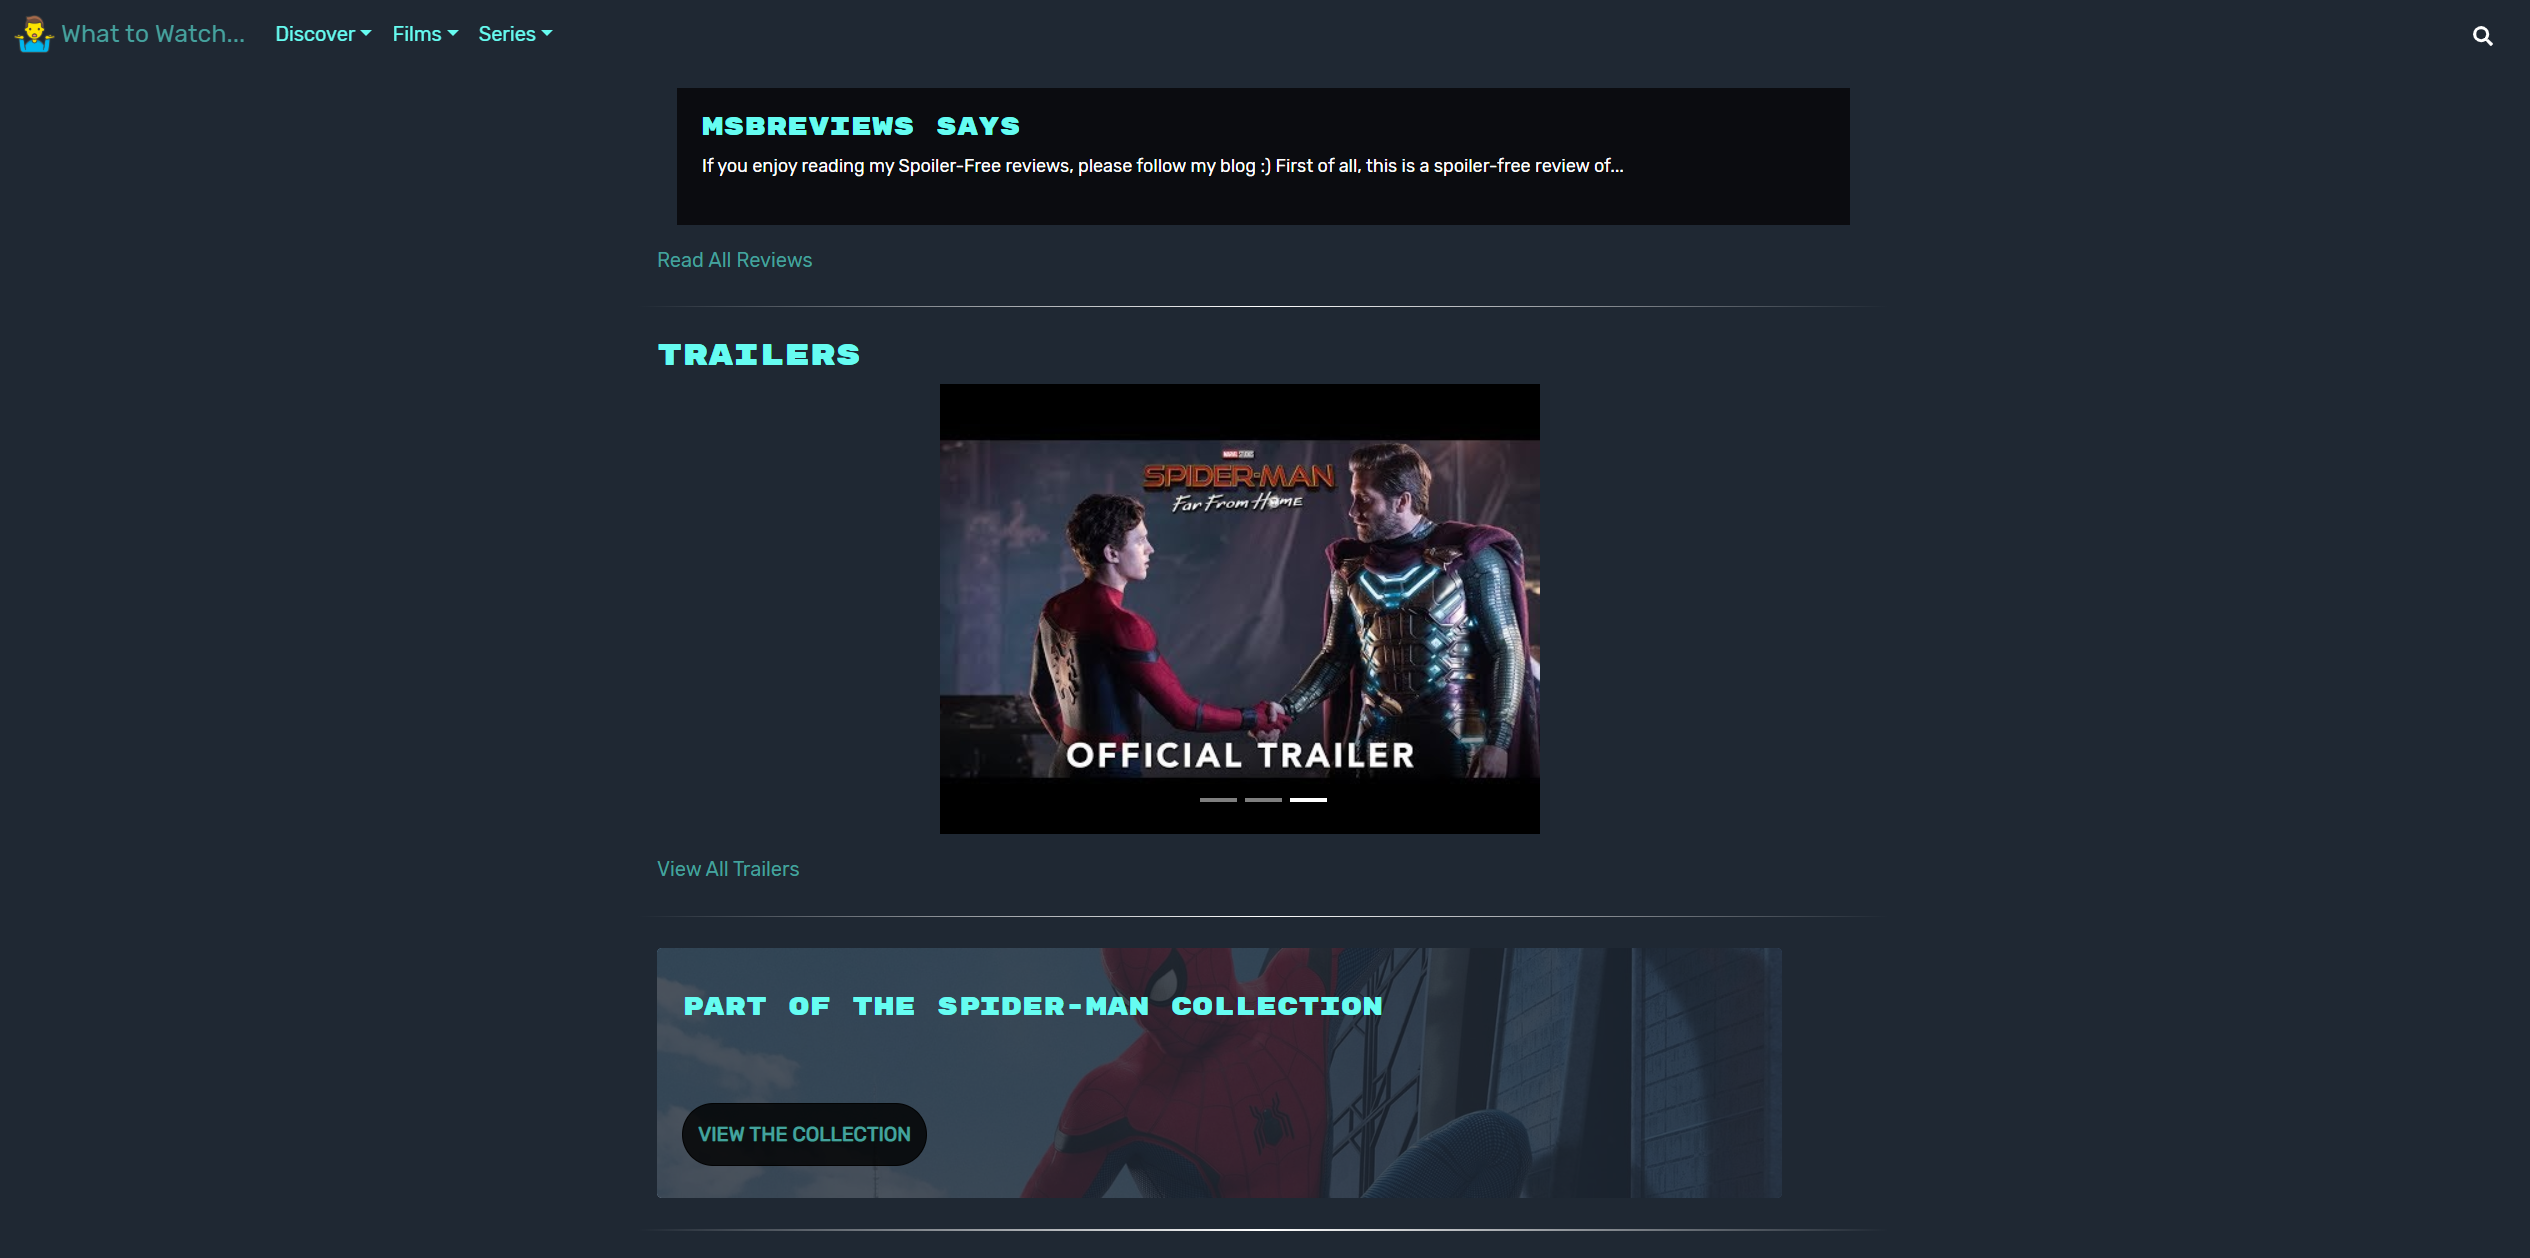 What to Watch...
Discover
Films
Series
MSBREVIEWS SAYS
If you enjoy reading my Spoiler-Free reviews, please follow my blog :) First of all, this is a spoiler-free review of...
Read All Reviews
TRAILERS
MARVEL STUDIOS
SPIDER-MAN
Far From Home
OFFICIAL TRAILER
View All Trailers
PART OF THE SPIDER-MAN COLLECTION
VIEW THE COLLECTION